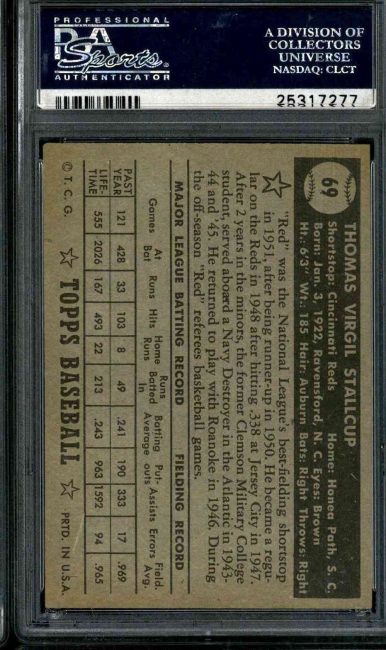 PROFESSIONAL
PSA
Sports
AUTHENTICATOR
A DIVISION OF
COLLECTORS
UNIVERSE
NASDAQ: CLCT
25317277
69
THOMAS VIRGIL STALLCUP
Shortstop: Cincinnati Reds Home: Honea Path, S. C.
Born: Jan. 3, 1922, Ravensford, N. C. Eyes: Brown
Ht.: 6'3" Wt.: 185 Hair: Auburn Bats: Right Throws: Right
"Red" was the National League's best-fielding shortstop
in 1951, after being runner-up in 1950. He became a regu-
lar on the Reds in 1948 after hitting .338 at Jersey City in 1947.
After 2 years in the minors, the former Clemson Military College
student, served aboard a Navy Destroyer in the Atlantic in 1943-
44 and '45. He returned to play with Roanoke in 1946. During
the off-season "Red" referees basketball games.
MAJOR LEAGUE BATTING RECORD FIELDING RECORD
Games At Bat Runs Hits Home Runs Runs Batted In Batting Average Put-outs Assists Errors Field. Avg.
PAST YEAR 121 428 33 103 8 49 .241 190 333 17 .969
LIFE-TIME 555 2026 167 493 22 213 .243 963 1592 94 .965
© T. C. G. TOPPS BASEBALL PRTD. IN U.S.A.